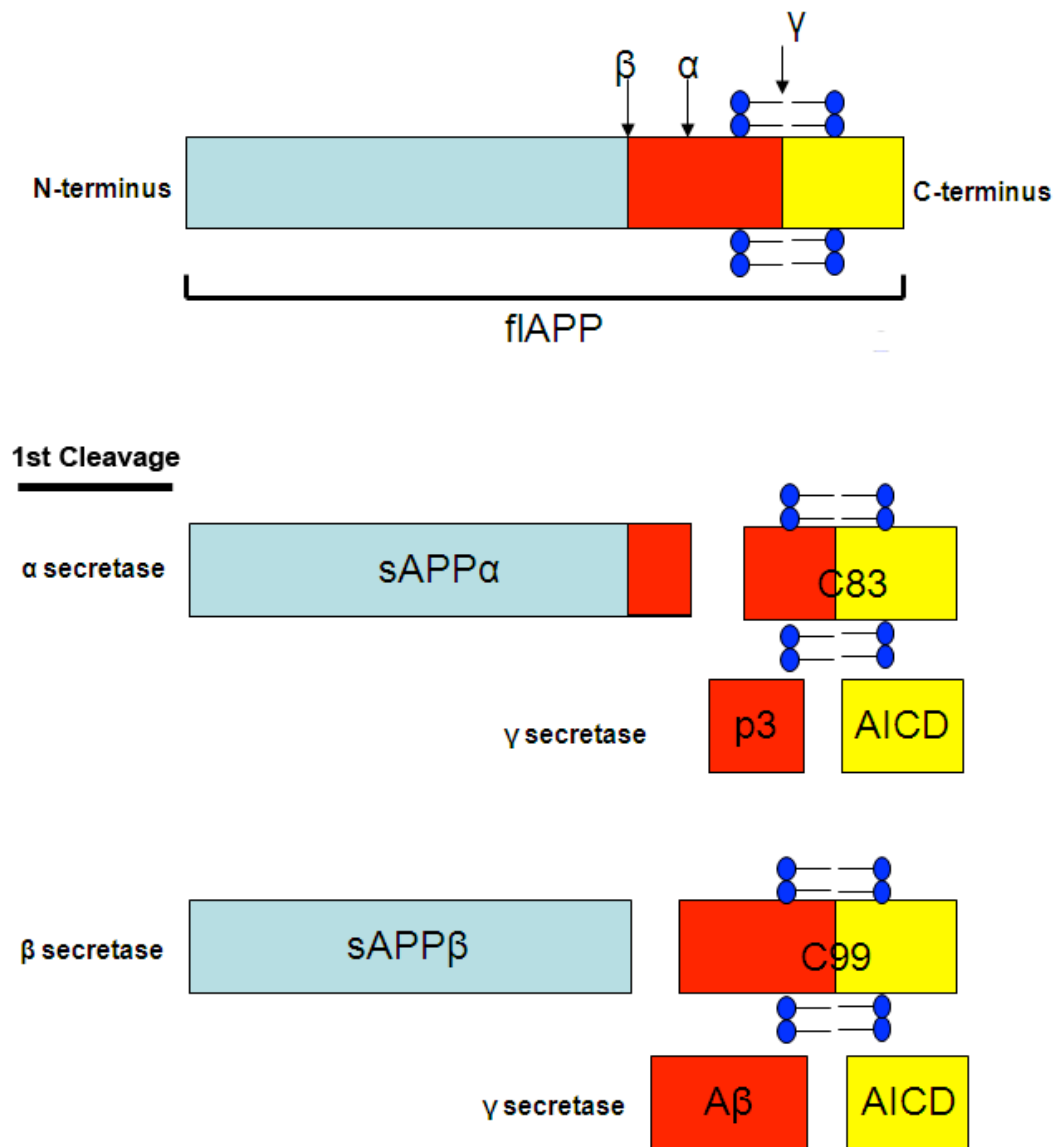 γ
β α
N-terminus
C-terminus
flAPP
1st Cleavage
α secretase
sAPPα
C83
γ secretase
p3
AICD
β secretase
sAPPβ
C99
γ secretase
Aβ
AICD